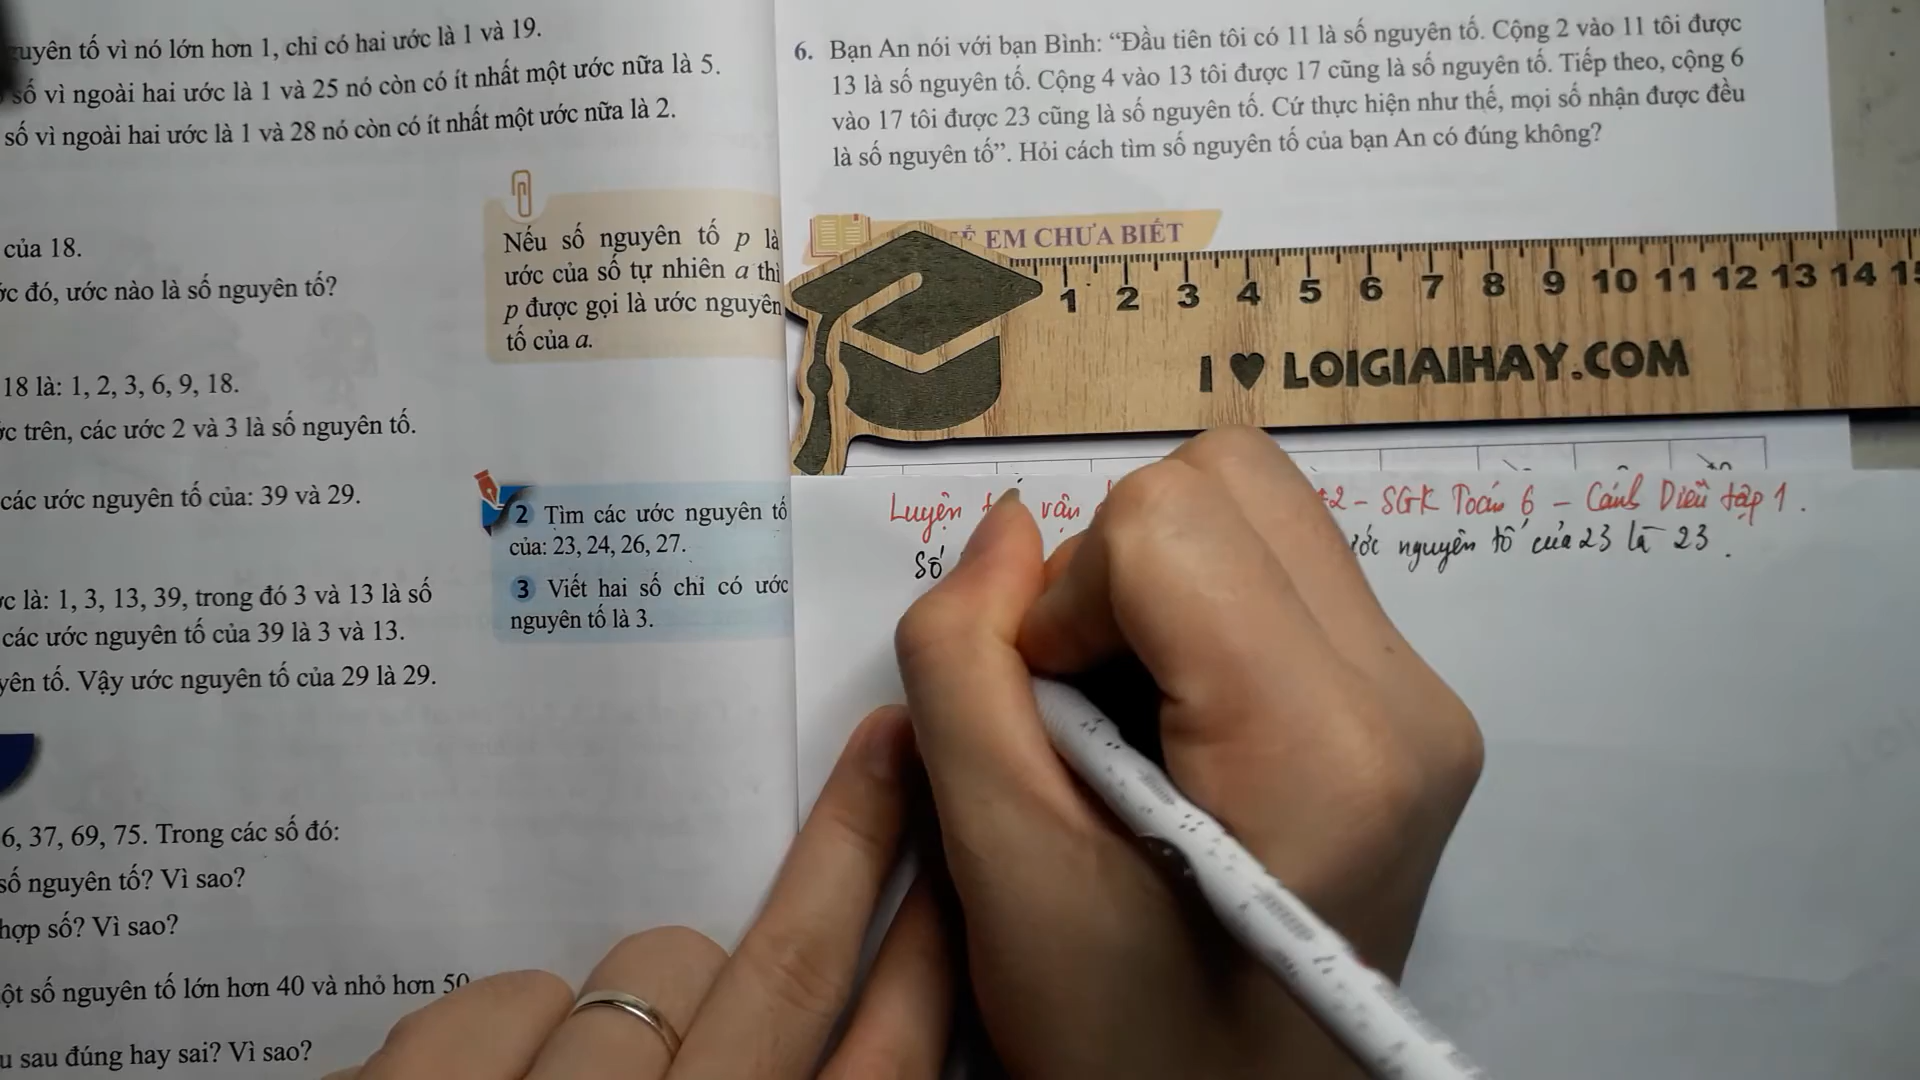 guyên tố vì nó lớn hơn 1, chỉ có hai ước là 1 và 19.
số vì ngoài hai ước là 1 và 25 nó còn có ít nhất một ước nữa là 5.
số vì ngoài hai ước là 1 và 28 nó còn có ít nhất một ước nữa là 2.
của 18.
ớc đó, ước nào là số nguyên tố?
Nếu số nguyên tố p là
ước của số tự nhiên a thì
p được gọi là ước nguyên
tố của a.
18 là: 1, 2, 3, 6, 9, 18.
ớc trên, các ước 2 và 3 là số nguyên tố.
các ước nguyên tố của: 39 và 29.
2 Tìm các ước nguyên tố
của: 23, 24, 26, 27.
3 Viết hai số chỉ có ước
nguyên tố là 3.
ớc là: 1, 3, 13, 39, trong đó 3 và 13 là số
các ước nguyên tố của 39 là 3 và 13.
yên tố. Vậy ước nguyên tố của 29 là 29.
6, 37, 69, 75. Trong các số đó:
số nguyên tố? Vì sao?
hợp số? Vì sao?
ột số nguyên tố lớn hơn 40 và nhỏ hơn 50
u sau đúng hay sai? Vì sao?
6. Bạn An nói với bạn Bình: “Đầu tiên tôi có 11 là số nguyên tố. Cộng 2 vào 11 tôi được
13 là số nguyên tố. Cộng 4 vào 13 tôi được 17 cũng là số nguyên tố. Tiếp theo, cộng 6
vào 17 tôi được 23 cũng là số nguyên tố. Cứ thực hiện như thế, mọi số nhận được đều
là số nguyên tố”. Hỏi cách tìm số nguyên tố của bạn An có đúng không?
EM CHƯA BIẾT
1 2 3 4 5 6 7 8 9 10 11 12 13 14 15
I ♥ LOIGIAIHAY.COM
Luyện vận 2 - SGK Toán 6 - Cánh Diều tập 1.
Số ước nguyên tố của 23 là 23.